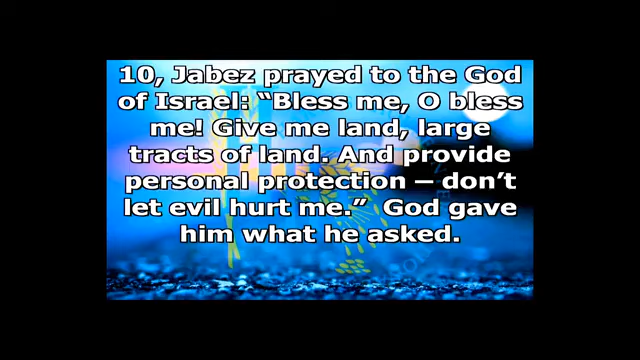 10, Jabez prayed to the God
of Israel: “Bless me, O bless
me! Give me land, large
tracts of land. And provide
personal protection — don’t
let evil hurt me.” God gave
him what he asked.